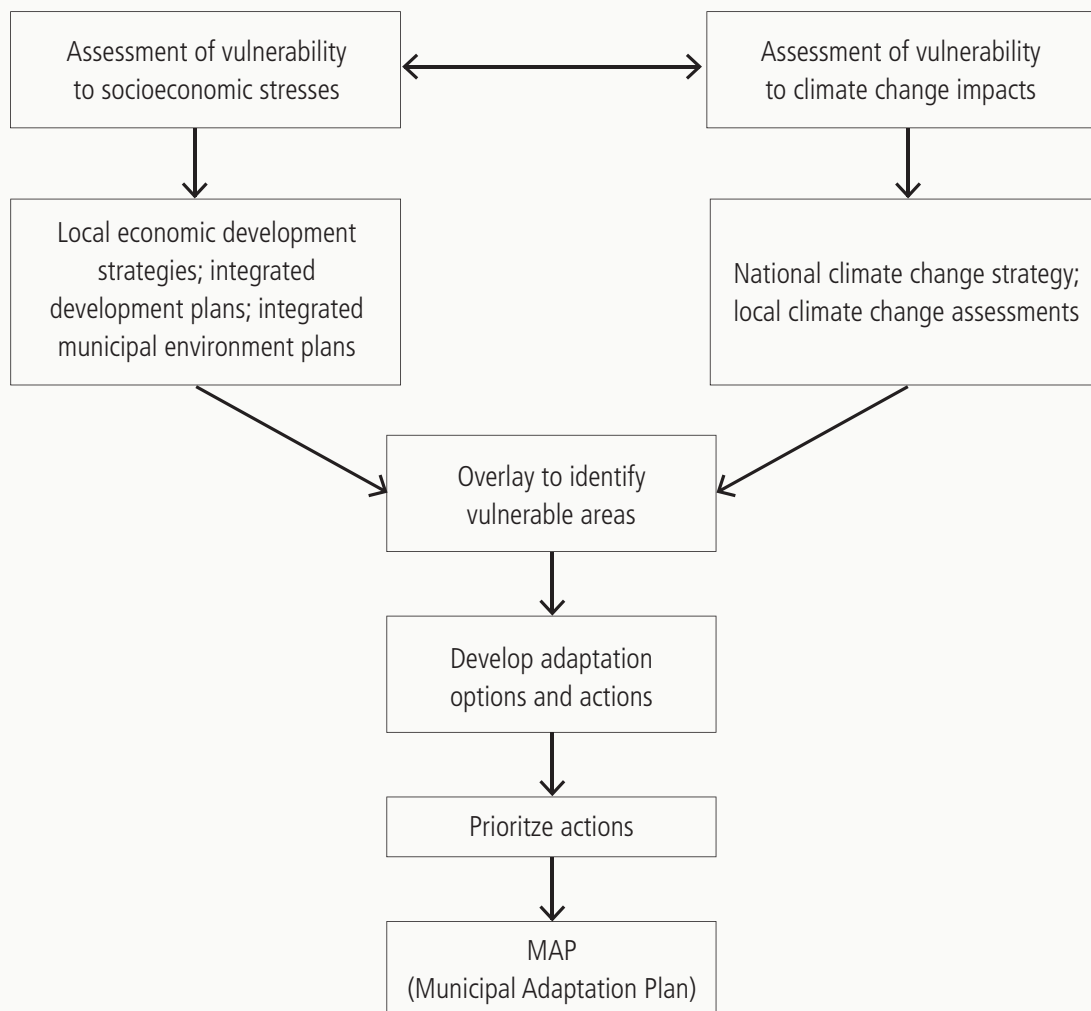 Assessment of vulnerability
to socioeconomic stresses
Assessment of vulnerability
to climate change impacts
Local economic development
strategies; integrated
development plans; integrated
municipal environment plans
National climate change strategy;
local climate change assessments
Overlay to identify
vulnerable areas
Develop adaptation
options and actions
Prioritze actions
MAP
(Municipal Adaptation Plan)